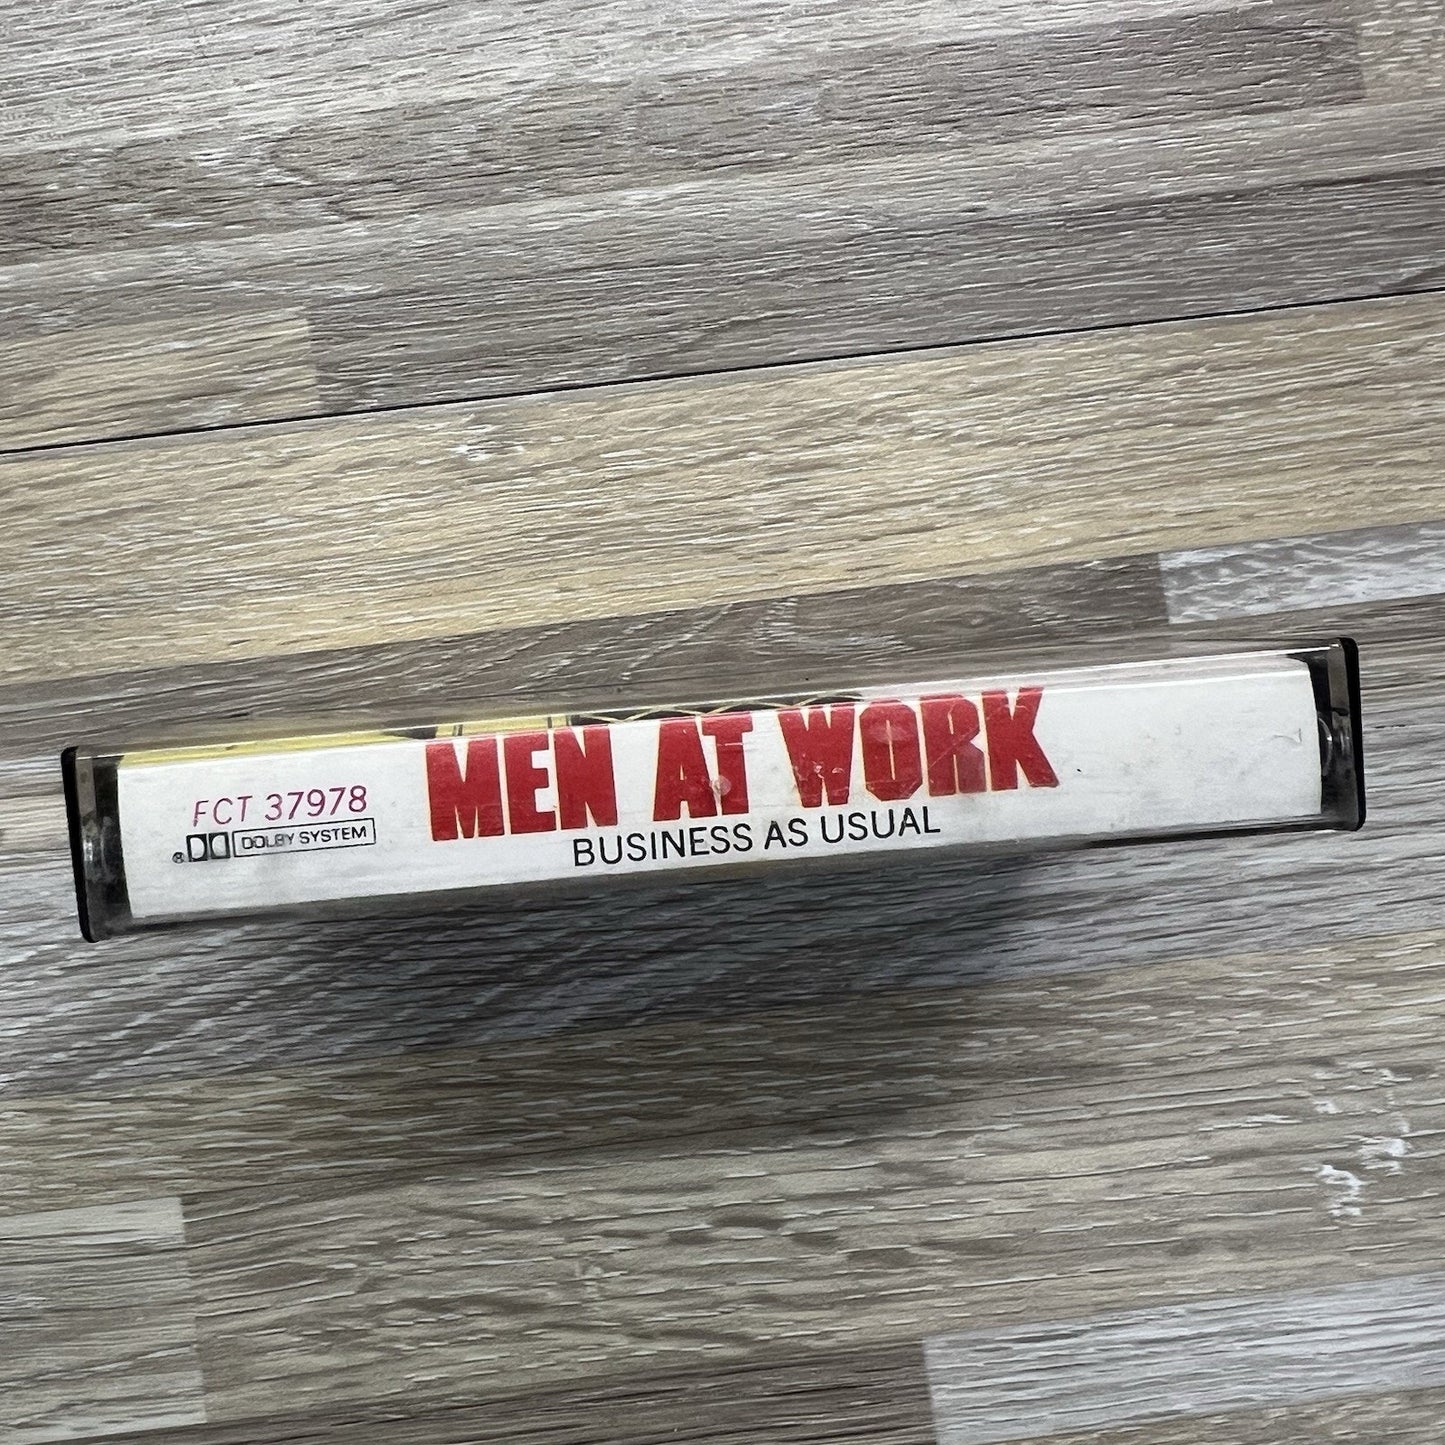 FCT 37978
® DOLBY SYSTEM
MEN AT WORK
BUSINESS AS USUAL